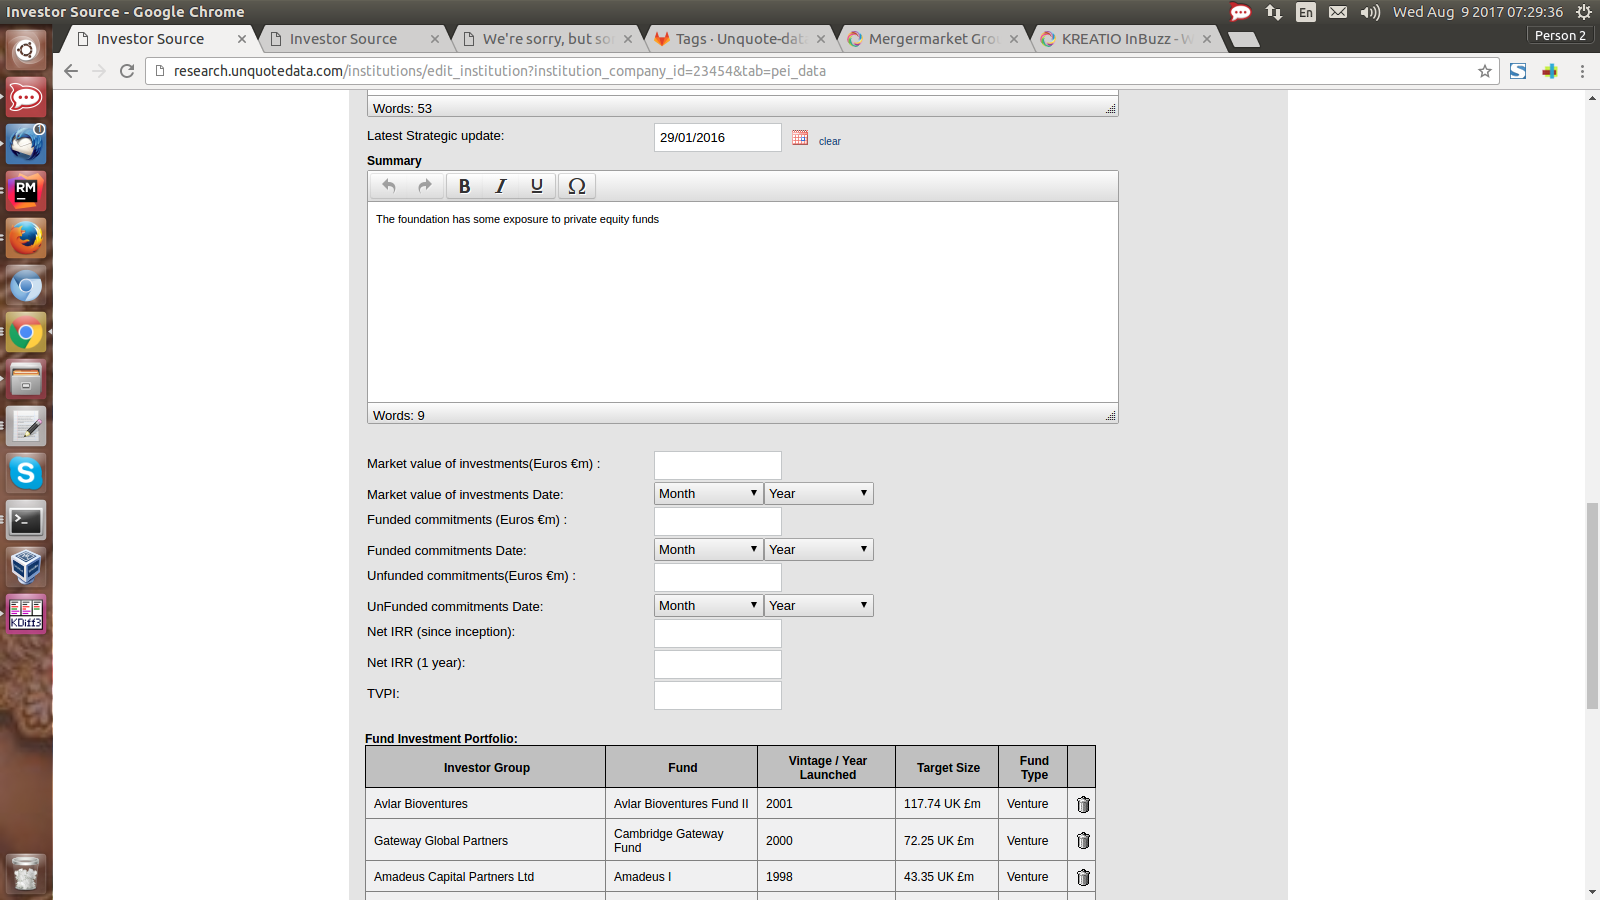 Investor Source - Google Chrome
En
Wed Aug 9 2017 07:29:36
Investor Source
Investor Source
We're sorry, but so
Tags · Unquote-dat
Mergermarket Gro
KREATIO InBuzz - W
Person 2
research.unquotedata.com/institutions/edit_institution?institution_company_id=23454&tab=pei_data
Words: 53
Latest Strategic update:
29/01/2016
clear
Summary
B I U Ω
The foundation has some exposure to private equity funds
Words: 9
Market value of investments(Euros €m) :
Market value of investments Date:
Month Year
Funded commitments (Euros €m) :
Funded commitments Date:
Month Year
Unfunded commitments(Euros €m) :
UnFunded commitments Date:
Month Year
Net IRR (since inception):
Net IRR (1 year):
TVPI:
Fund Investment Portfolio:
Investor Group
Fund
Vintage / Year
Launched
Target Size
Fund
Type
Avlar Bioventures
Avlar Bioventures Fund II
2001
117.74 UK £m
Venture
Gateway Global Partners
Cambridge Gateway
Fund
2000
72.25 UK £m
Venture
Amadeus Capital Partners Ltd
Amadeus I
1998
43.35 UK £m
Venture
1
RM
S
KDiff3